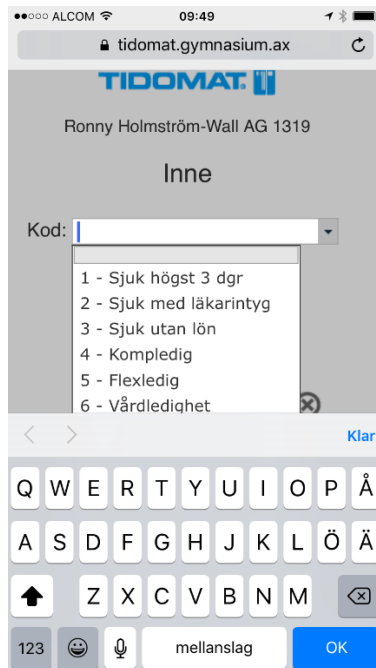 ALCOM 09:49
tidomat.gymnasium.ax
TIDOMAT
Ronny Holmström-Wall AG 1319
Inne
Kod:
1 - Sjuk högst 3 dgr
2 - Sjuk med läkarintyg
3 - Sjuk utan lön
4 - Kompledig
5 - Flexledig
6 - Vårdledighet
Klar
Q W E R T Y U I O P Å
A S D F G H J K L Ö Ä
Z X C V B N M
123 mellanslag OK